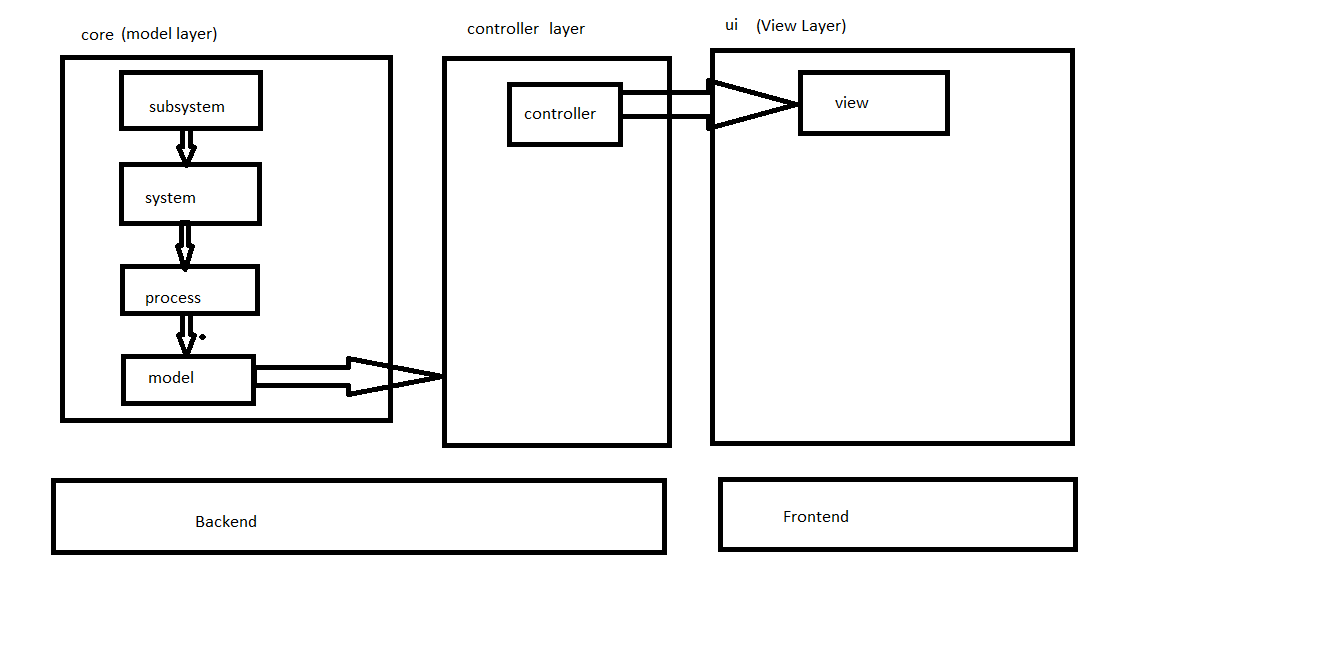 core (model layer)
controller layer
ui (View Layer)
subsystem
system
process
model
controller
view
Backend
Frontend